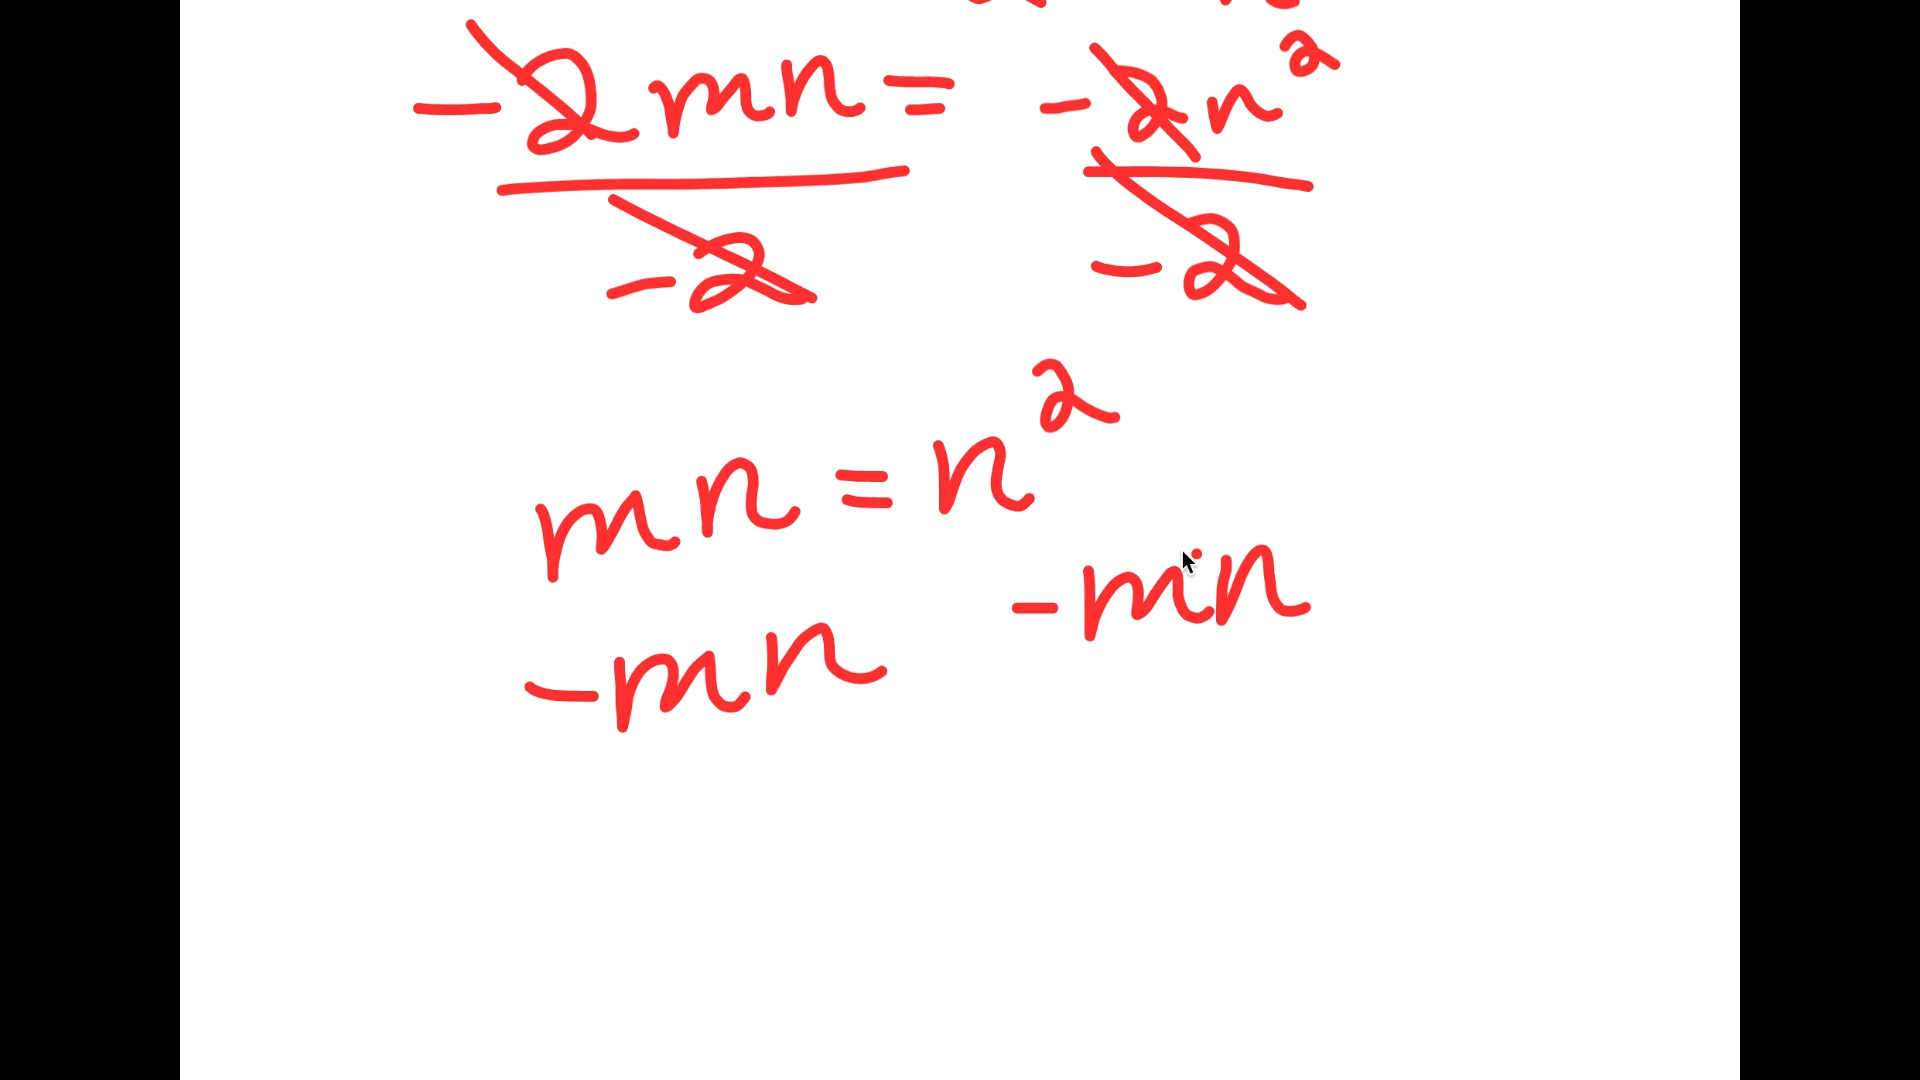 -2mn = -2n²
-2 -2
mn = n²
-mn -mn